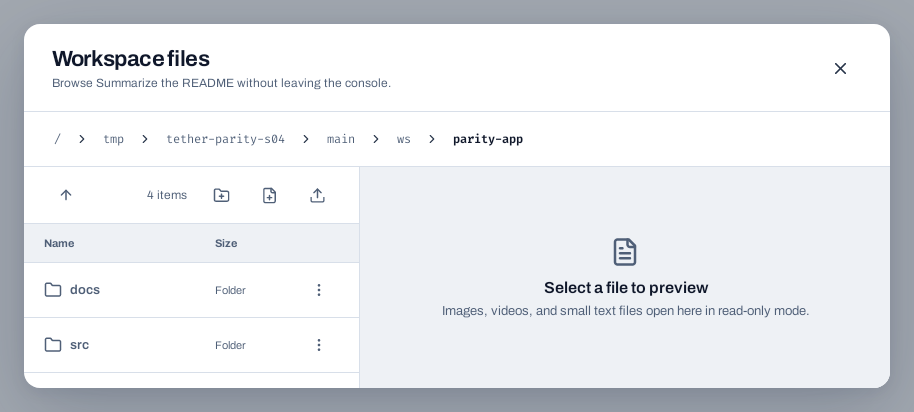 Workspace files
Browse Summarize the README without leaving the console.
/ tmp tether-parity-s04 main ws parity-app
4 items
Name Size
docs Folder
src Folder
Select a file to preview
Images, videos, and small text files open here in read-only mode.